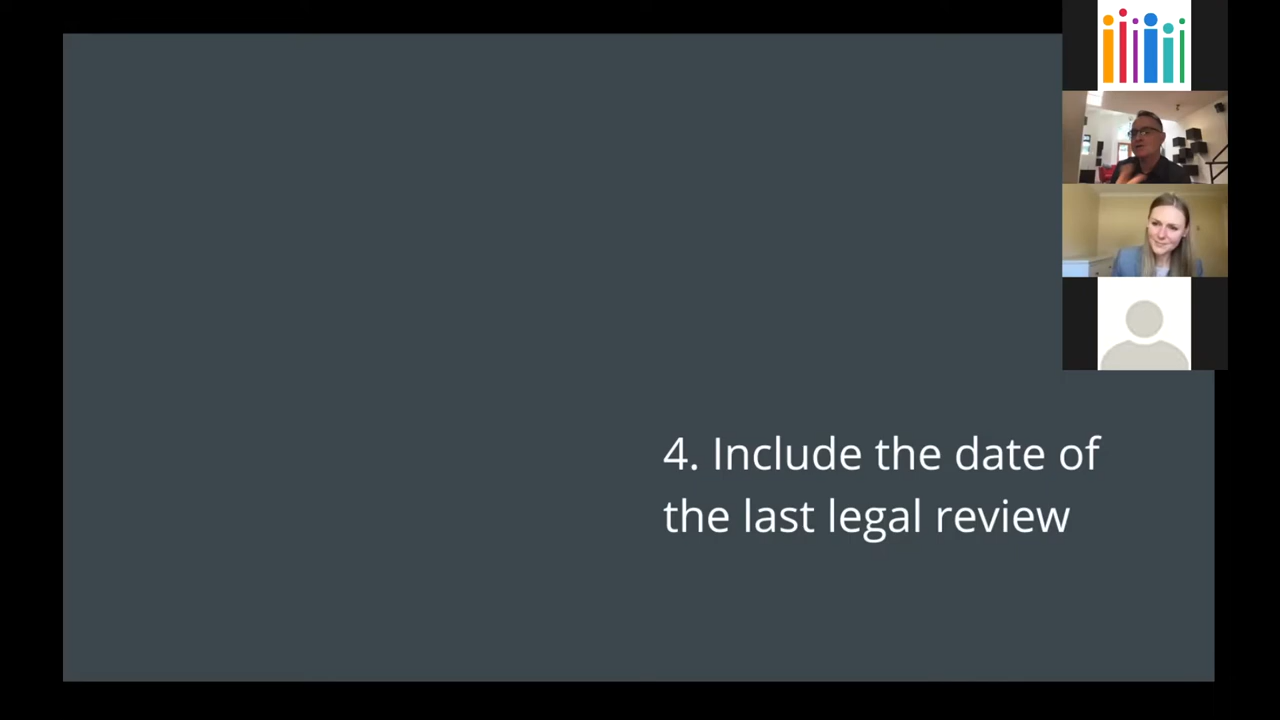 4. Include the date of
the last legal review